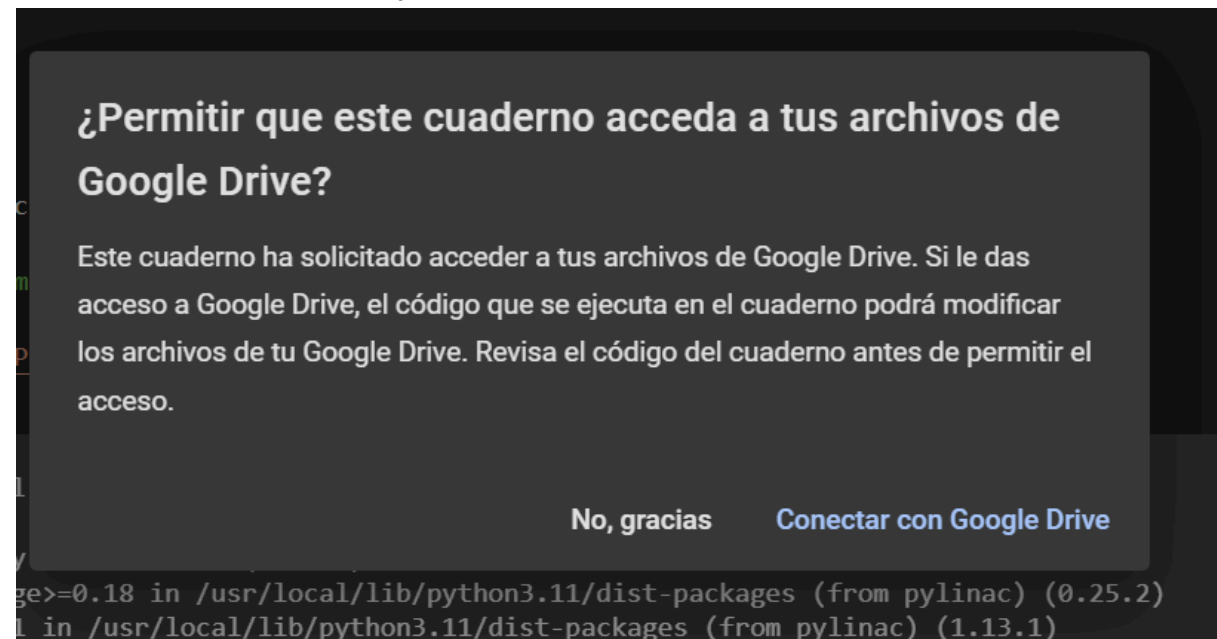 ¿Permitir que este cuaderno acceda a tus archivos de
Google Drive?
Este cuaderno ha solicitado acceder a tus archivos de Google Drive. Si le das
acceso a Google Drive, el código que se ejecuta en el cuaderno podrá modificar
los archivos de tu Google Drive. Revisa el código del cuaderno antes de permitir el
acceso.
No, gracias Conectar con Google Drive
ge>=0.18 in /usr/local/lib/python3.11/dist-packages (from pylinac) (0.25.2)
1 in /usr/local/lib/python3.11/dist-packages (from pylinac) (1.13.1)